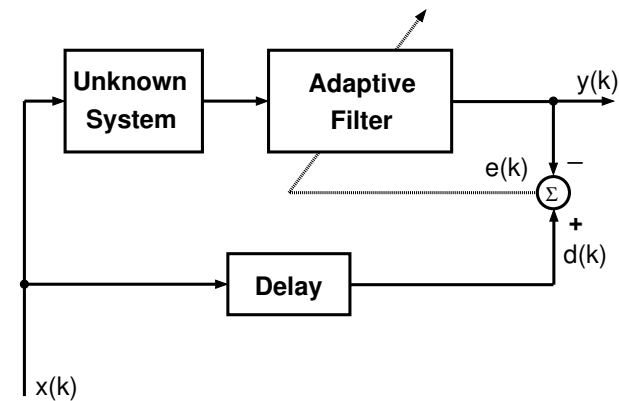 Unknown
System
Adaptive
Filter
y(k)
e(k)
−
Σ
+
d(k)
Delay
x(k)